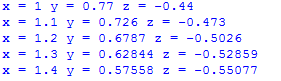 x = 1 y = 0.77 z = -0.44
x = 1.1 y = 0.726 z = -0.473
x = 1.2 y = 0.6787 z = -0.5026
x = 1.3 y = 0.62844 z = -0.52859
x = 1.4 y = 0.57558 z = -0.55077